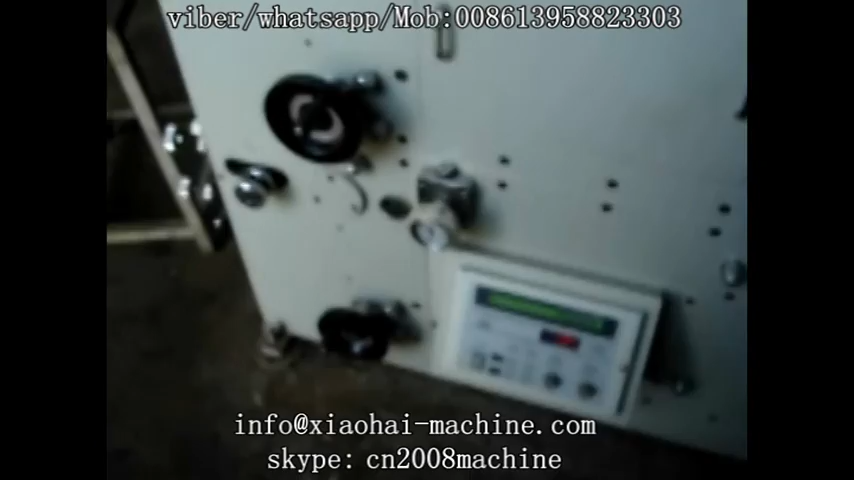 viber/whatsapp/Mob:008613958823303
info@xiaohai-machine.com
skype: cn2008machine